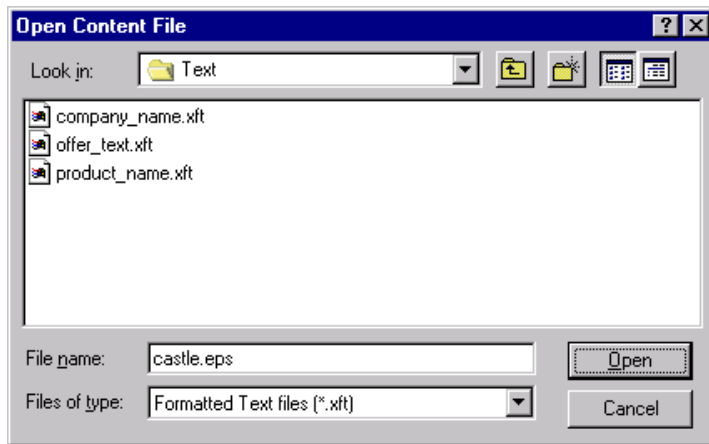 Open Content File
Look in: Text
company_name.xft
offer_text.xft
product_name.xft
File name: castle.eps Open
Files of type: Formatted Text files (*.xft) Cancel